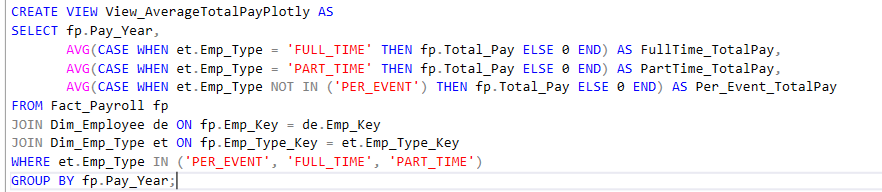 CREATE VIEW View_AverageTotalPayPlotly AS
SELECT fp.Pay_Year,
AVG(CASE WHEN et.Emp_Type = 'FULL_TIME' THEN fp.Total_Pay ELSE 0 END) AS FullTime_TotalPay,
AVG(CASE WHEN et.Emp_Type = 'PART_TIME' THEN fp.Total_Pay ELSE 0 END) AS PartTime_TotalPay,
AVG(CASE WHEN et.Emp_Type NOT IN ('PER_EVENT') THEN fp.Total_Pay ELSE 0 END) AS Per_Event_TotalPay
FROM Fact_Payroll fp
JOIN Dim_Employee de ON fp.Emp_Key = de.Emp_Key
JOIN Dim_Emp_Type et ON fp.Emp_Type_Key = et.Emp_Type_Key
WHERE et.Emp_Type IN ('PER_EVENT', 'FULL_TIME', 'PART_TIME')
GROUP BY fp.Pay_Year;